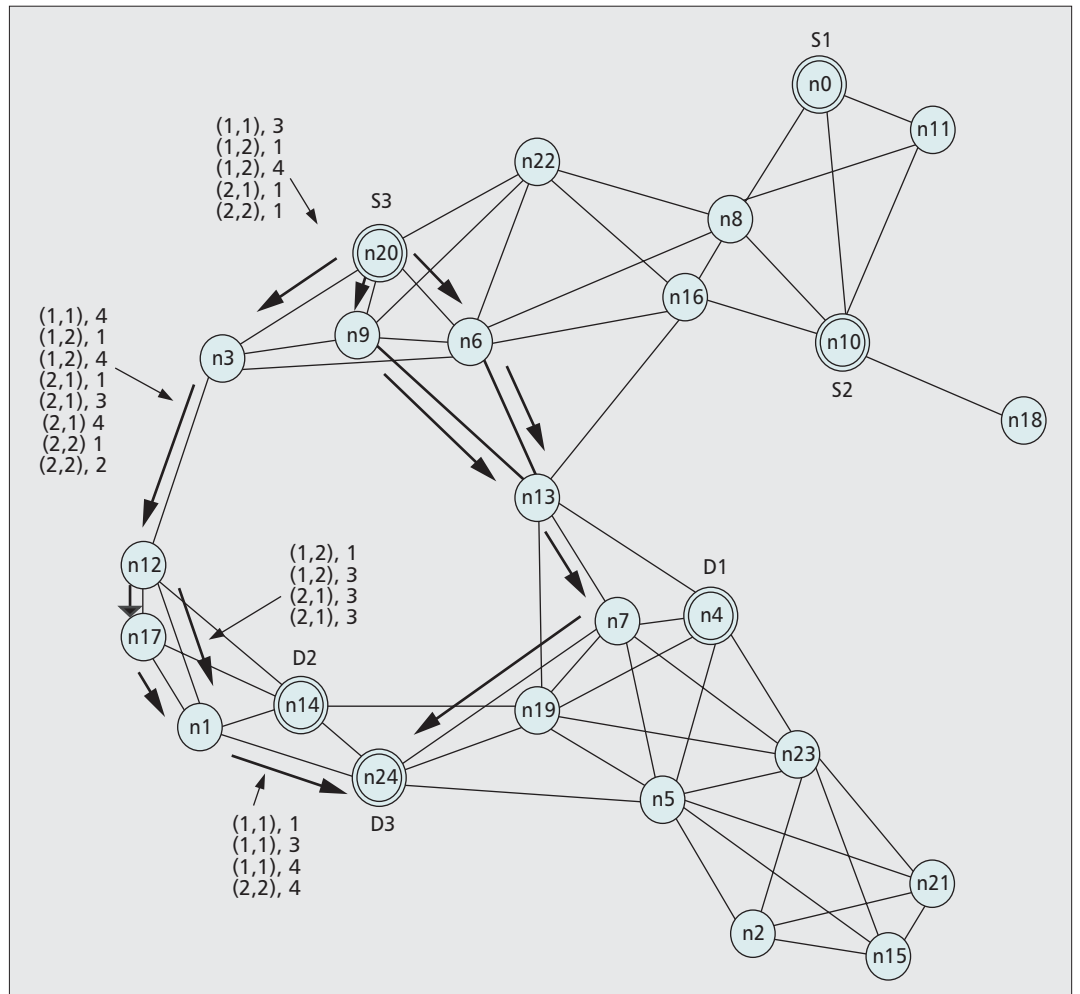 S1
n0
n11
(1,1), 3
(1,2), 1
(1,2), 4
(2,1), 1
(2,2), 1
n22
S3
n8
n20
n16
(1,1), 4
(1,2), 1
(1,2), 4
(2,1), 1
(2,1), 3
(2,1) 4
(2,2) 1
(2,2), 2
n9
n6
n3
n10
S2
n18
n13
n12
(1,2), 1
(1,2), 3
(2,1), 3
(2,1), 3
D1
n7
n4
n17
D2
n14
n19
n1
n23
n24
D3
n5
(1,1), 1
(1,1), 3
(1,1), 4
(2,2), 4
n21
n2
n15